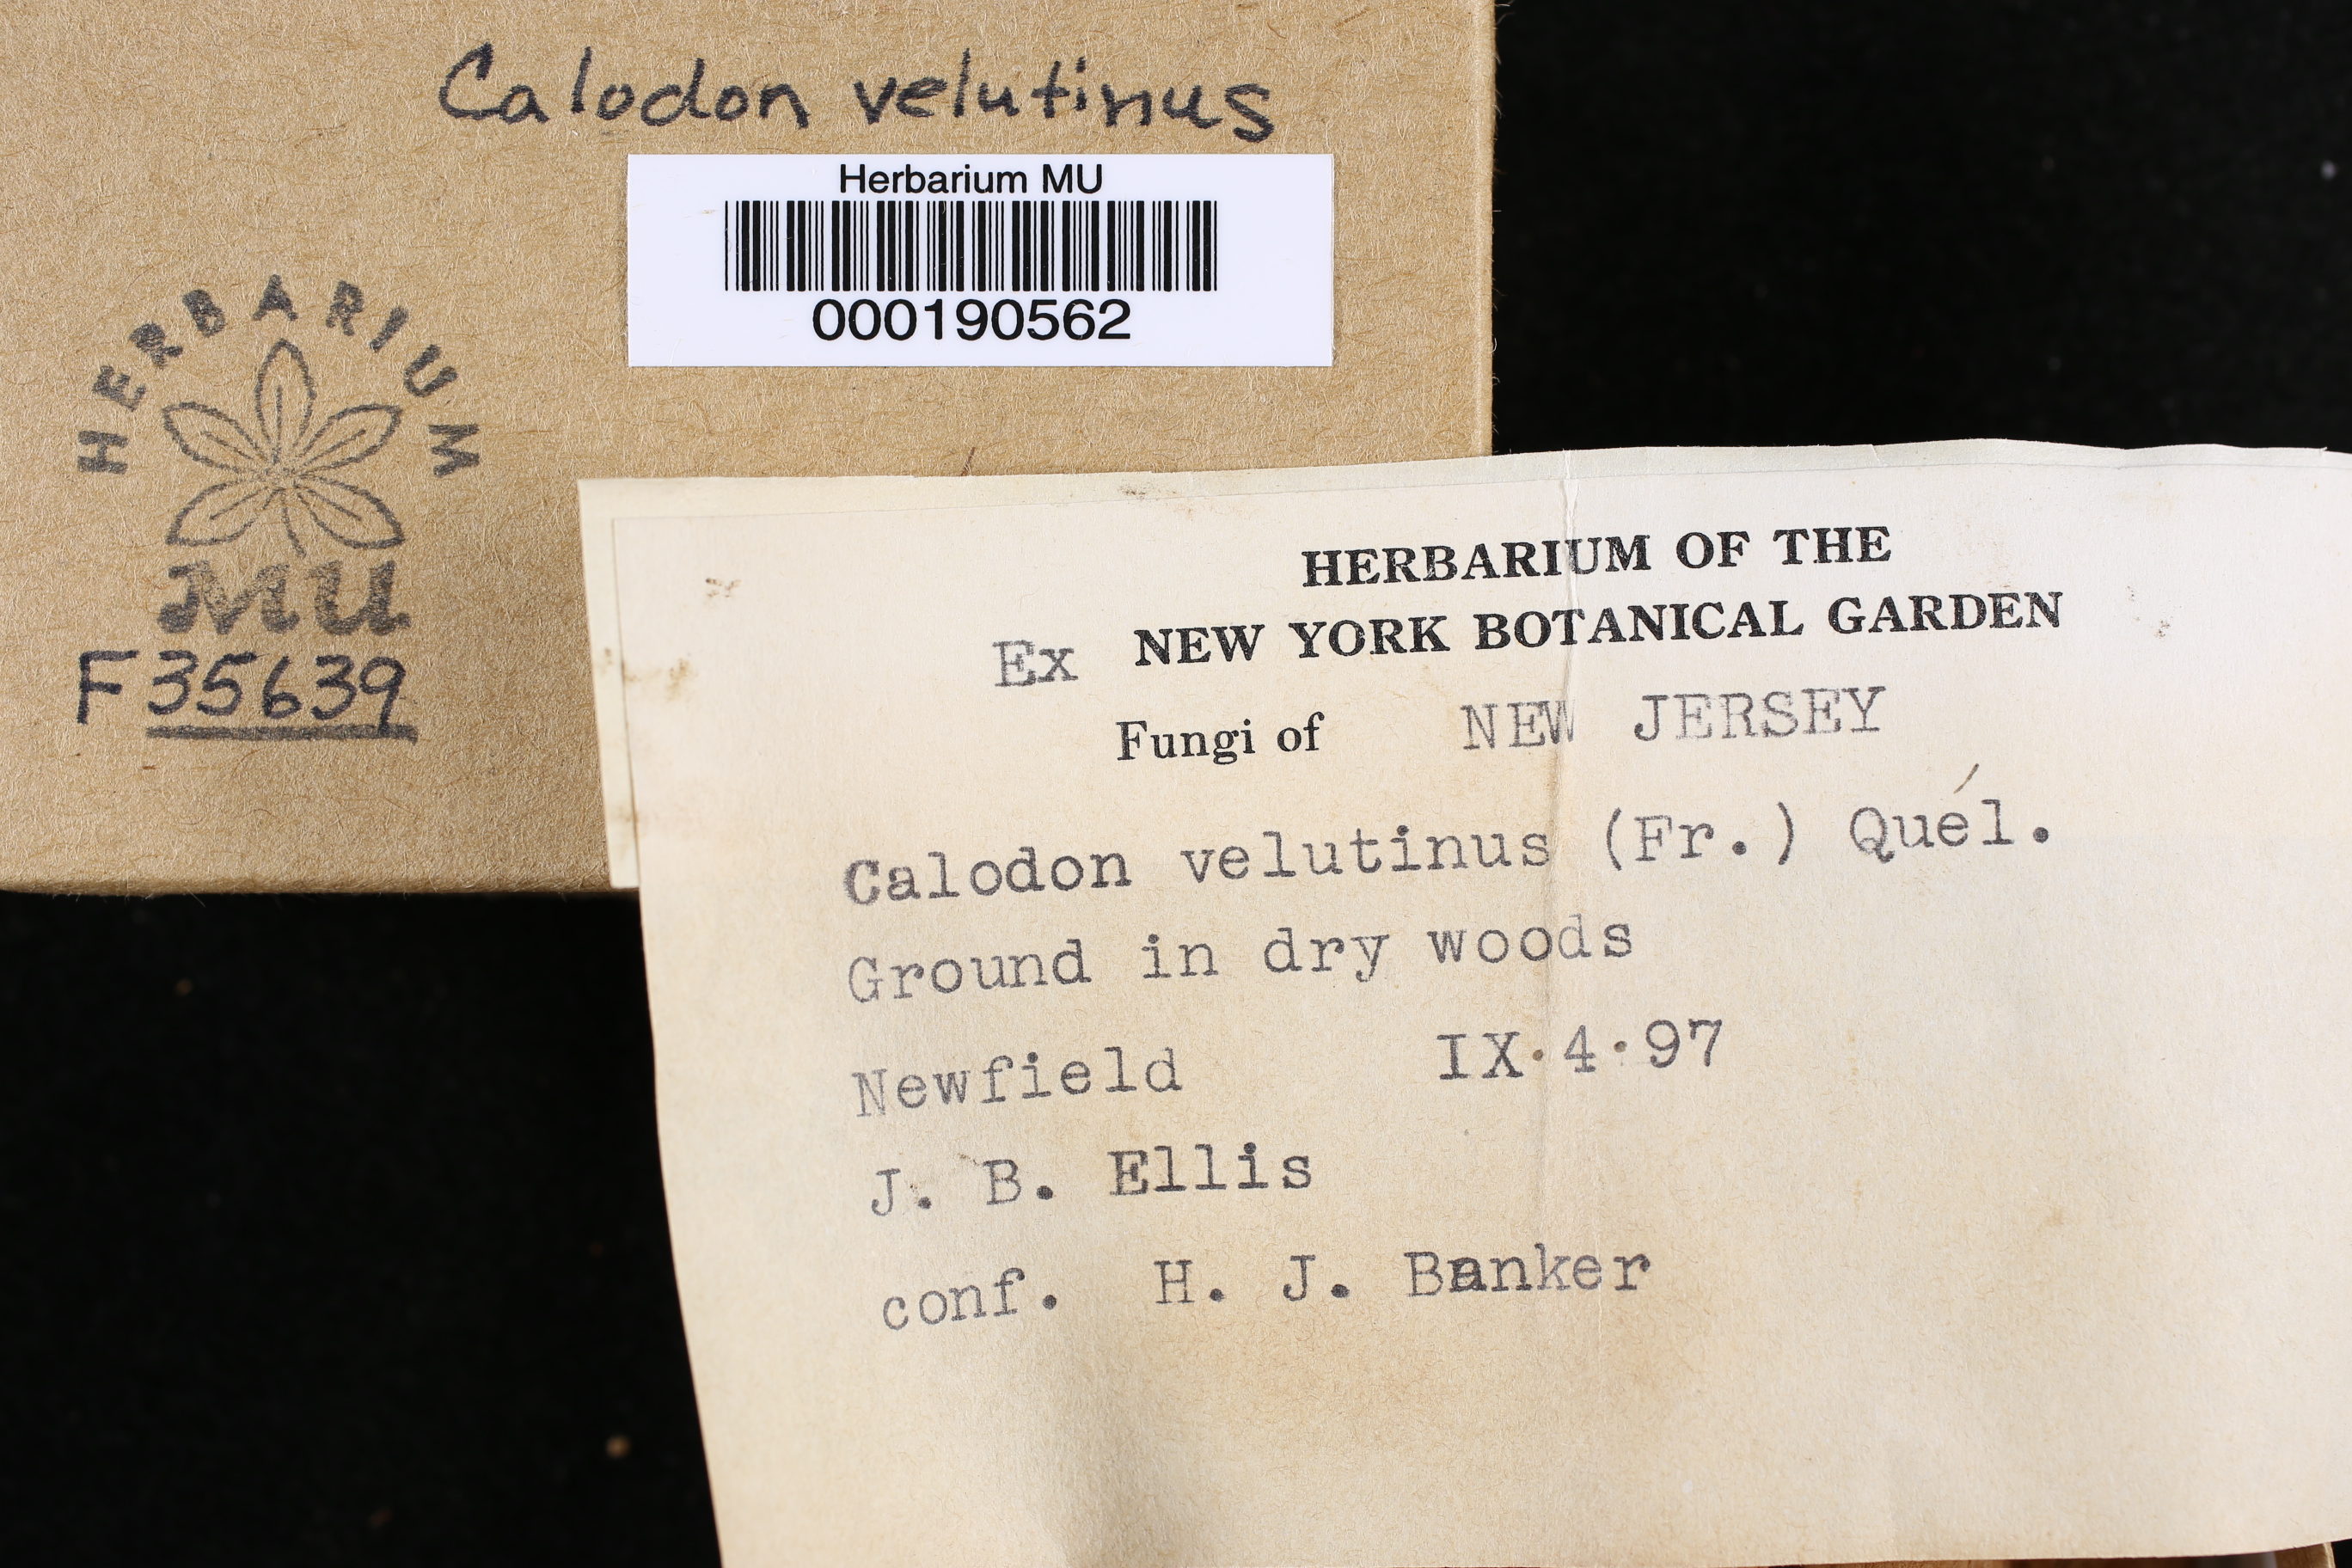 Calodon velutinus
Herbarium MU
000190562
HERBARIUM
MU
F35639
HERBARIUM OF THE
Ex NEW YORK BOTANICAL GARDEN
Fungi of NEW JERSEY
Calodon velutinus (Fr.) Quél.
Ground in dry woods
Newfield IX·4·97
J. B. Ellis
conf. H. J. Banker